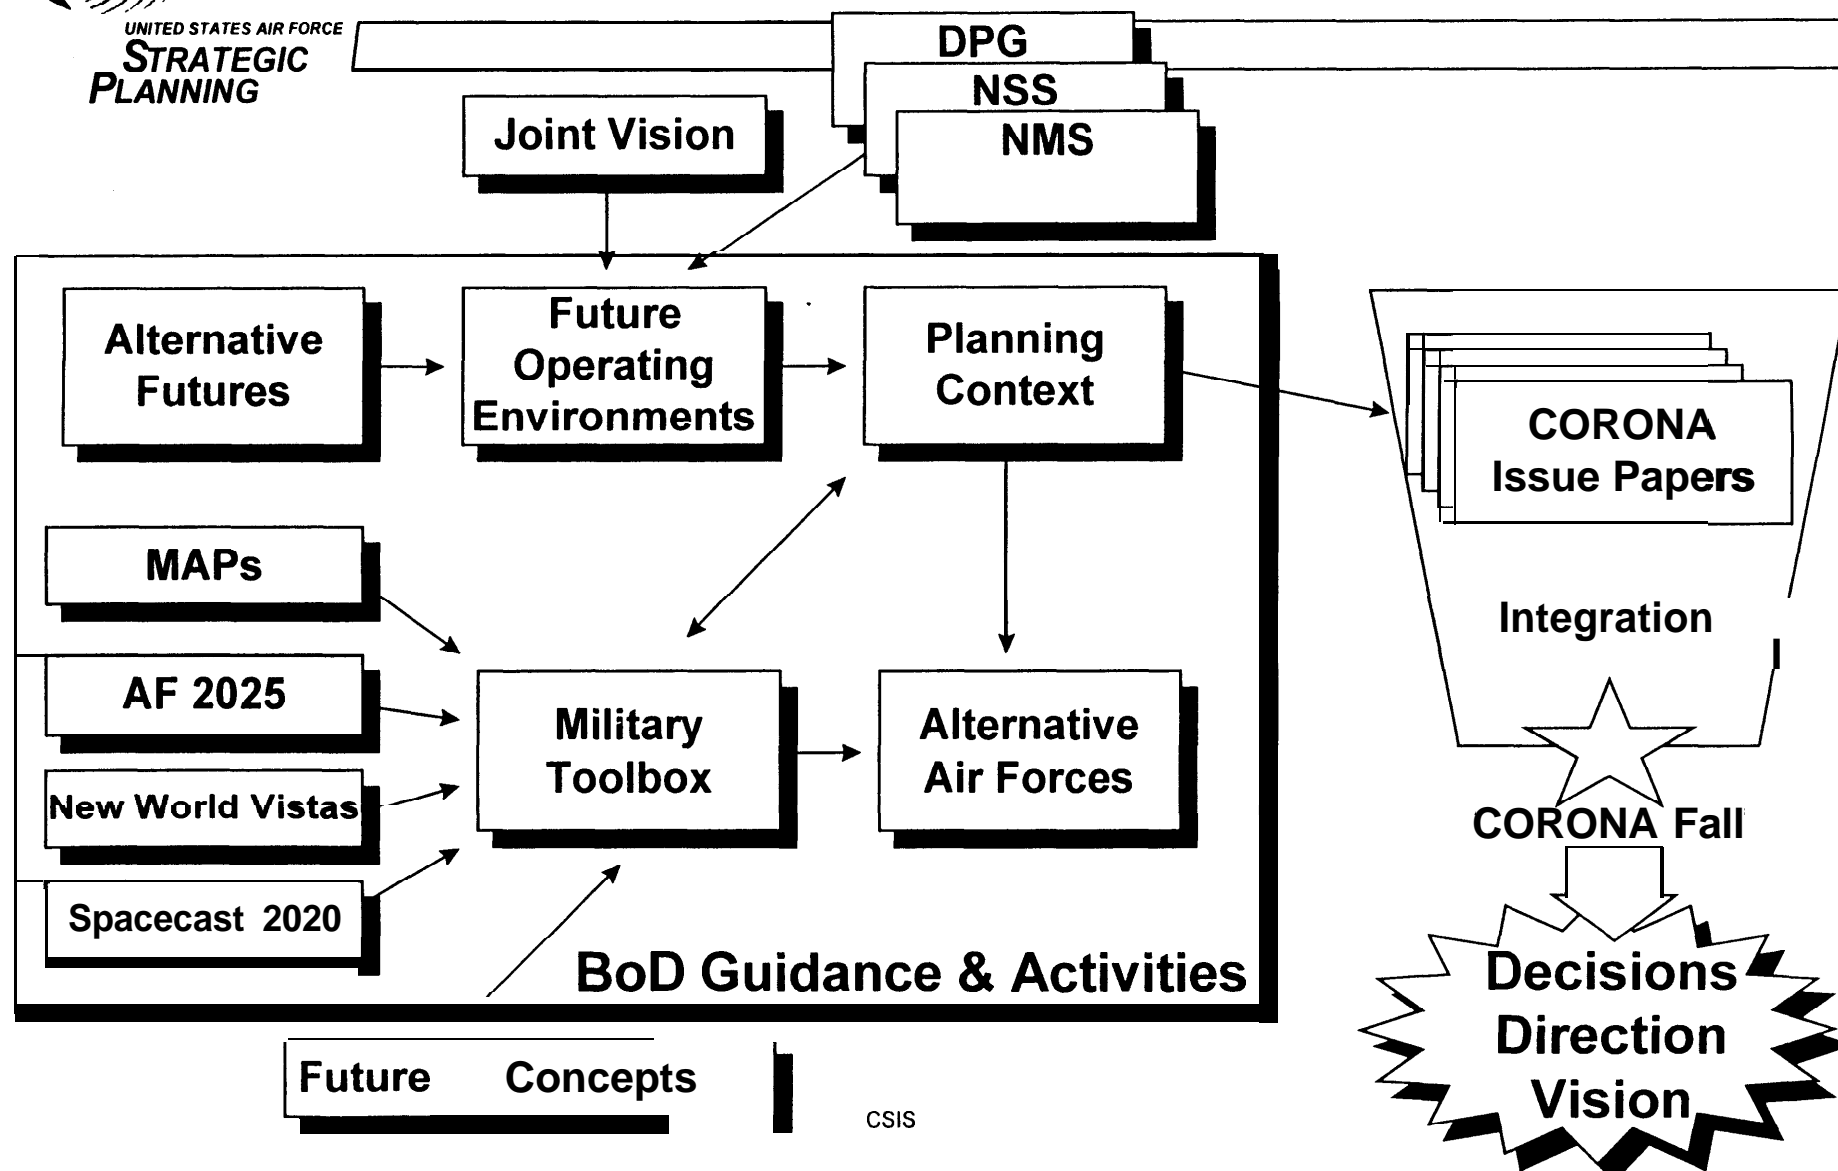 UNITED STATES AIR FORCE
STRATEGIC
PLANNING
DPG
NSS
NMS
Joint Vision
Alternative
Futures
Future
Operating
Environments
Planning
Context
CORONA
Issue Papers
MAPs
AF 2025
New World Vistas
Spacecast 2020
Military
Toolbox
Alternative
Air Forces
Integration
CORONA Fall
BoD Guidance & Activities
Decisions
Direction
Vision
Future Concepts
CSIS